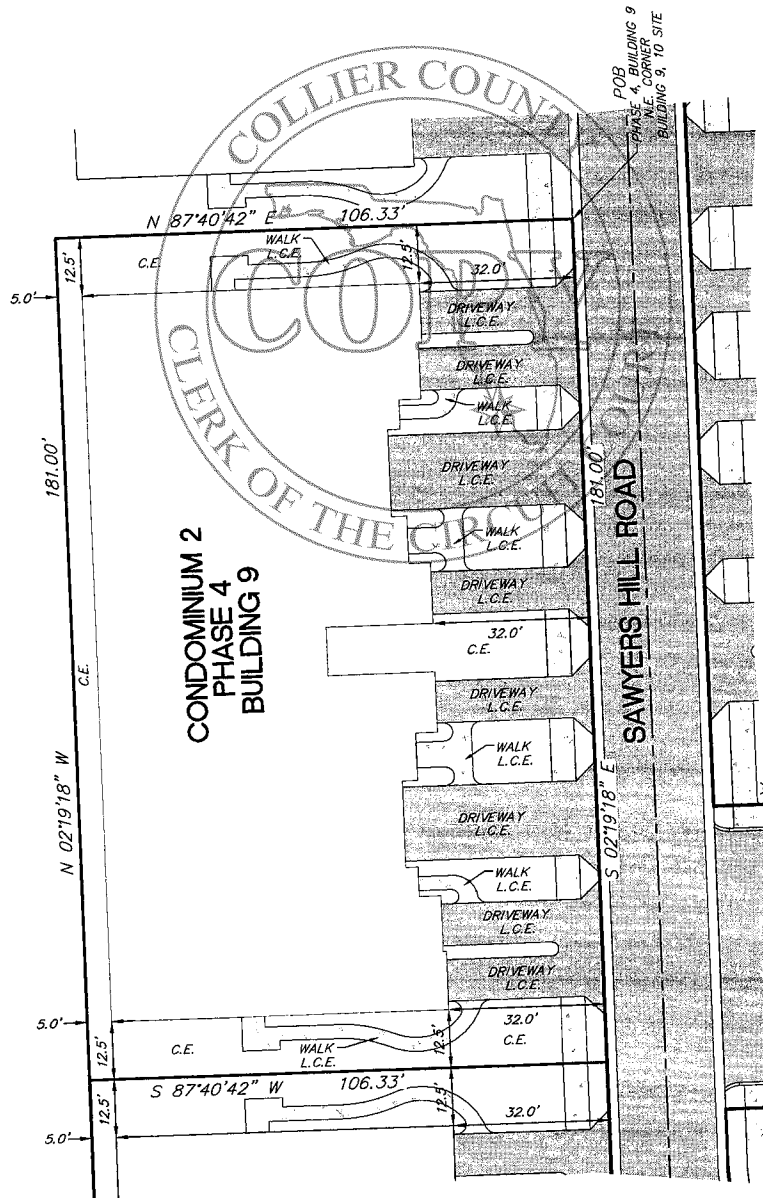 COLLIER COUNTY
COPY
CLERK OF THE CIRCUIT COURT
POB
PHASE 4, BUILDING 9
N.E. CORNER
BUILDING 9, 10 SITE
N 87°40'42" E 106.33'
12.5'
C.E.
WALK
L.C.E.
12.5'
32.0'
5.0'
DRIVEWAY
L.C.E.
DRIVEWAY
L.C.E.
WALK
L.C.E.
181.00'
DRIVEWAY
L.C.E.
181.00'
WALK
L.C.E.
CONDOMINIUM 2
PHASE 4
BUILDING 9
DRIVEWAY
L.C.E.
SAWYERS HILL ROAD
32.0'
C.E.
C.E.
DRIVEWAY
L.C.E.
WALK
L.C.E.
N 02°19'18" W
S 02°19'18" E
DRIVEWAY
L.C.E.
WALK
L.C.E.
DRIVEWAY
L.C.E.
DRIVEWAY
L.C.E.
5.0'
12.5'
C.E.
WALK
L.C.E.
12.5'
32.0'
C.E.
S 87°40'42" W 106.33'
12.5'
12.5'
32.0'
5.0'